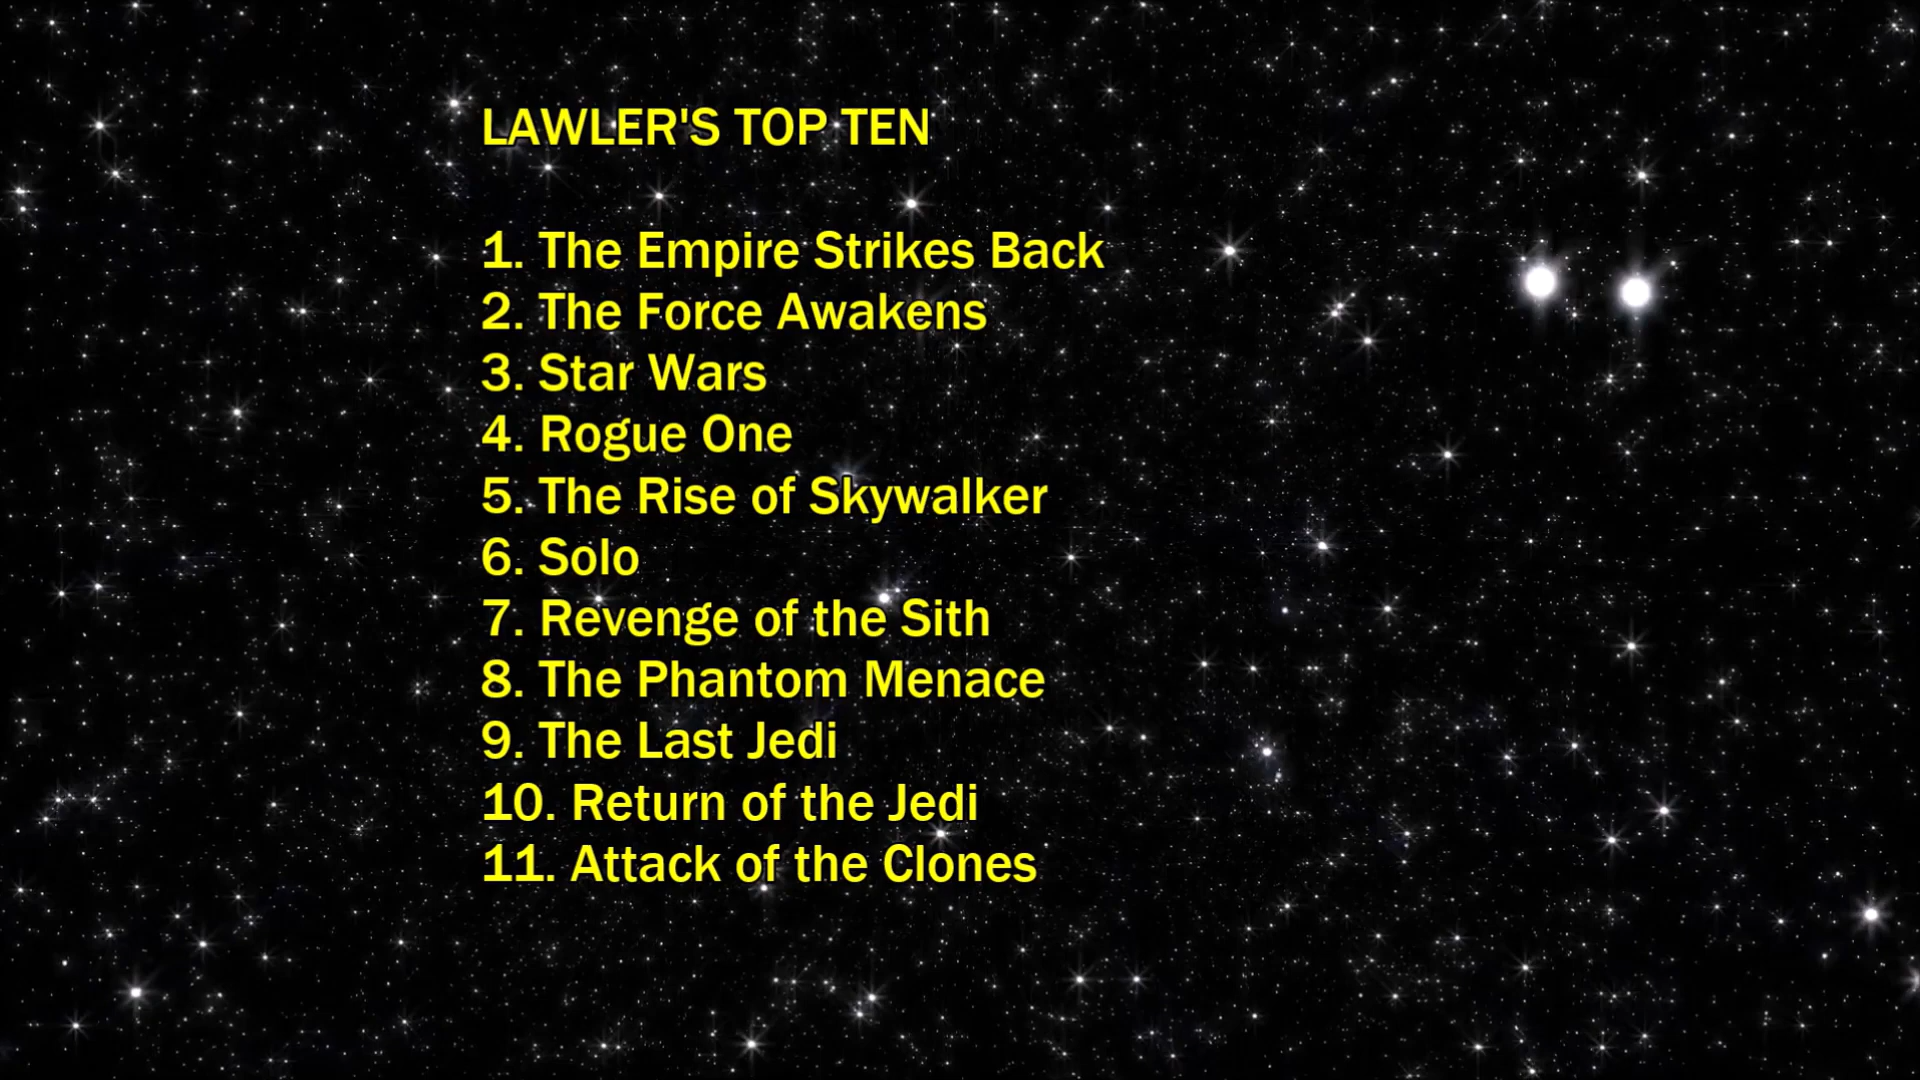 LAWLER'S TOP TEN
1. The Empire Strikes Back
2. The Force Awakens
3. Star Wars
4. Rogue One
5. The Rise of Skywalker
6. Solo
7. Revenge of the Sith
8. The Phantom Menace
9. The Last Jedi
10. Return of the Jedi
11. Attack of the Clones